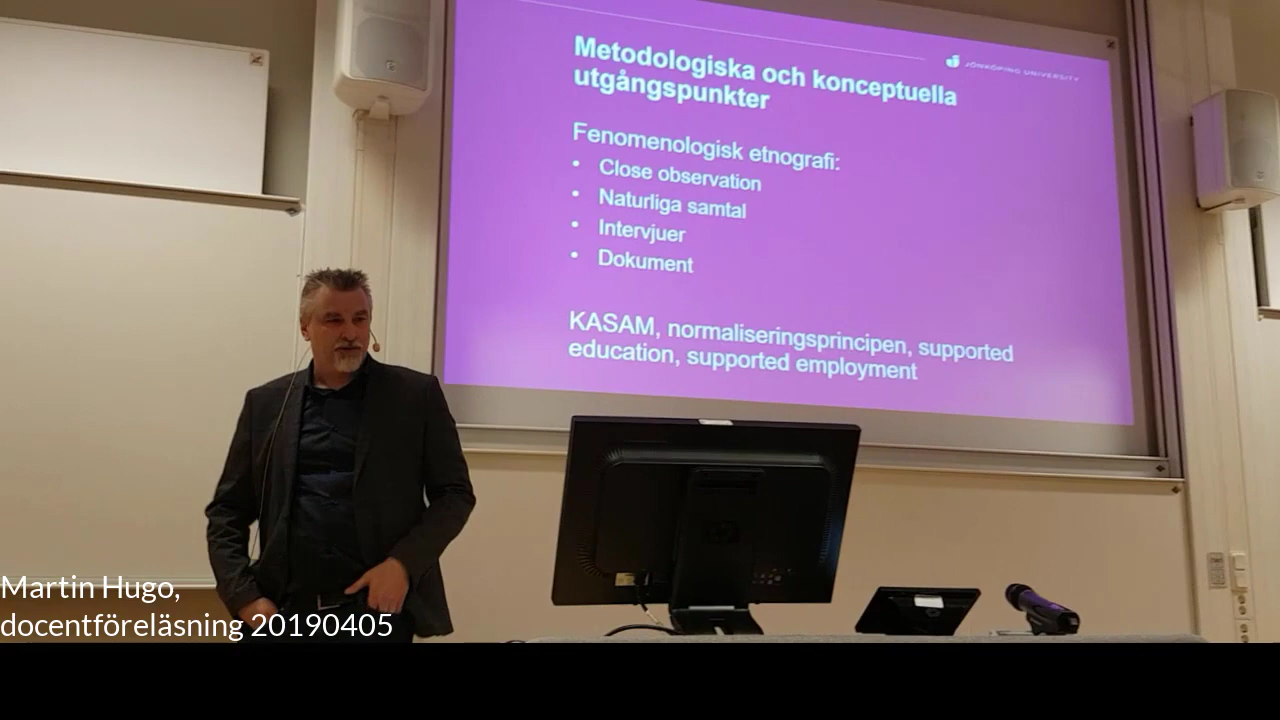 Metodologiska och konceptuella
utgångspunkter
JÖNKÖPING UNIVERSITY
Fenomenologisk etnografi:
• Close observation
• Naturliga samtal
• Intervjuer
• Dokument
KASAM, normaliseringsprincipen, supported
education, supported employment
Martin Hugo,
docentföreläsning 20190405